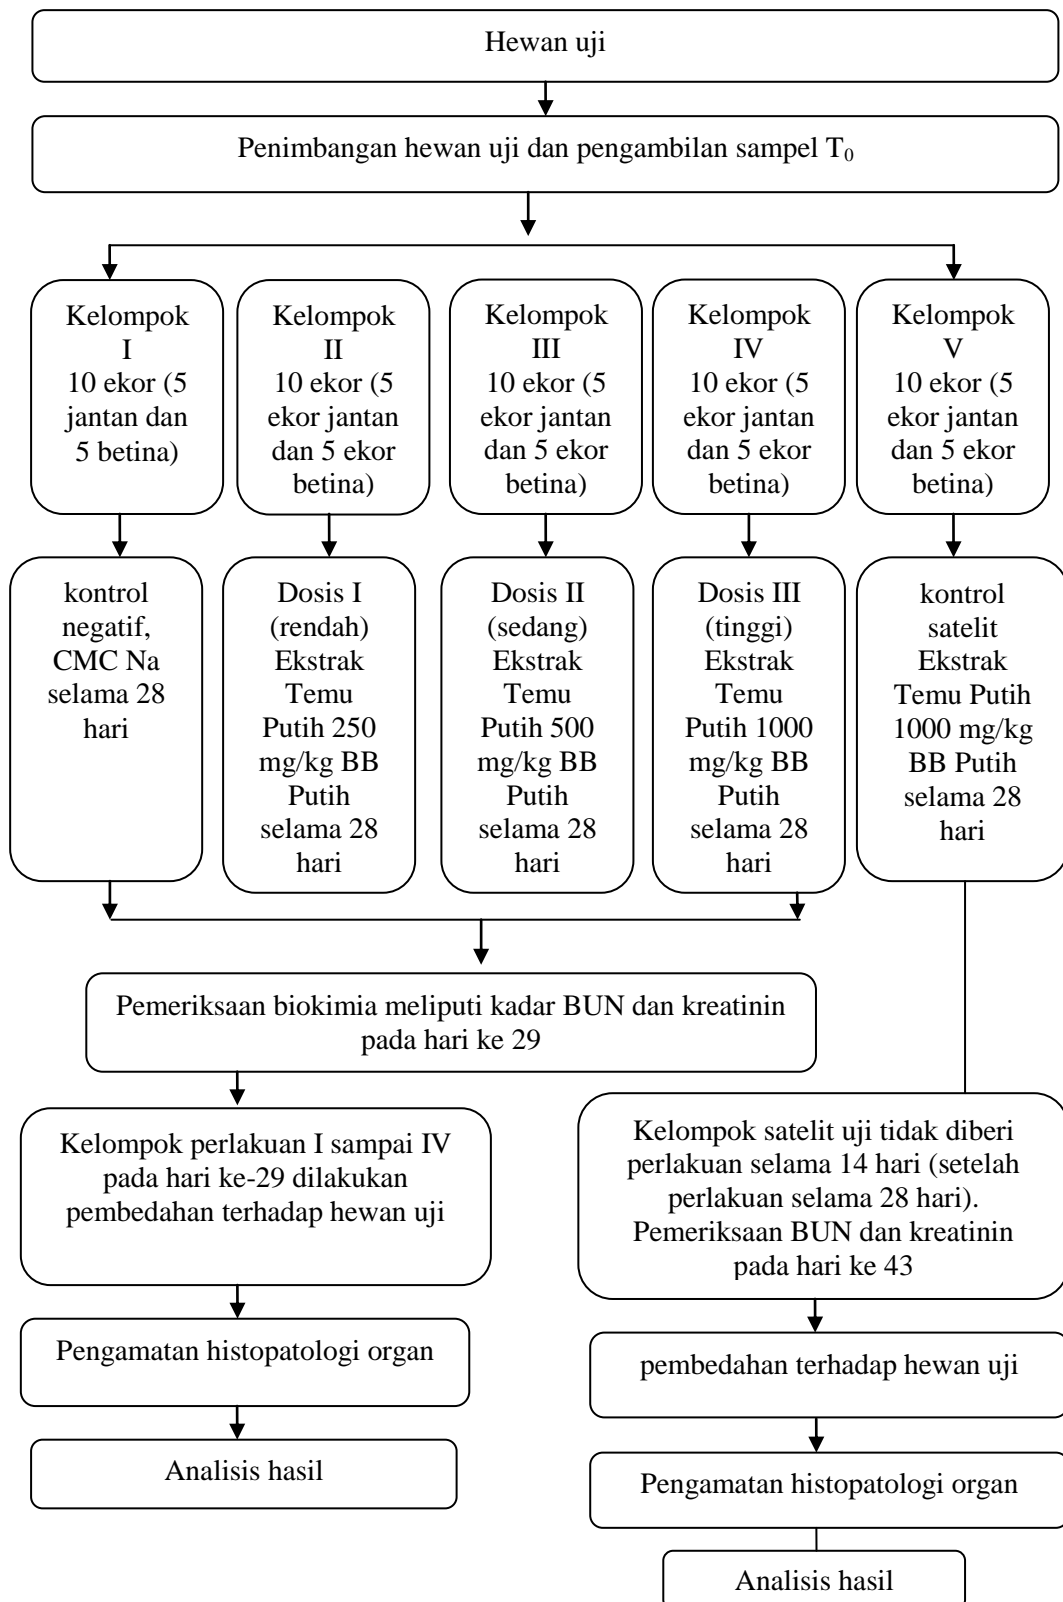 Hewan uji
Penimbangan hewan uji dan pengambilan sampel T₀
Kelompok
I
10 ekor (5
jantan dan
5 betina)
Kelompok
II
10 ekor (5
ekor jantan
dan 5 ekor
betina)
Kelompok
III
10 ekor (5
ekor jantan
dan 5 ekor
betina)
Kelompok
IV
10 ekor (5
ekor jantan
dan 5 ekor
betina)
Kelompok
V
10 ekor (5
ekor jantan
dan 5 ekor
betina)
kontrol
negatif,
CMC Na
selama 28
hari
Dosis I
(rendah)
Ekstrak
Temu
Putih 250
mg/kg BB
Putih
selama 28
hari
Dosis II
(sedang)
Ekstrak
Temu
Putih 500
mg/kg BB
Putih
selama 28
hari
Dosis III
(tinggi)
Ekstrak
Temu
Putih 1000
mg/kg BB
Putih
selama 28
hari
kontrol
satelit
Ekstrak
Temu Putih
1000 mg/kg
BB Putih
selama 28
hari
Pemeriksaan biokimia meliputi kadar BUN dan kreatinin
pada hari ke 29
Kelompok perlakuan I sampai IV
pada hari ke-29 dilakukan
pembedahan terhadap hewan uji
Pengamatan histopatologi organ
Analisis hasil
Kelompok satelit uji tidak diberi
perlakuan selama 14 hari (setelah
perlakuan selama 28 hari).
Pemeriksaan BUN dan kreatinin
pada hari ke 43
pembedahan terhadap hewan uji
Pengamatan histopatologi organ
Analisis hasil